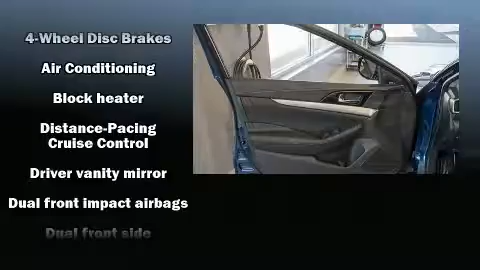 4-Wheel Disc Brakes
Air Conditioning
Block heater
Distance-Pacing
Cruise Control
Driver vanity mirror
Dual front impact airbags
Dual front side